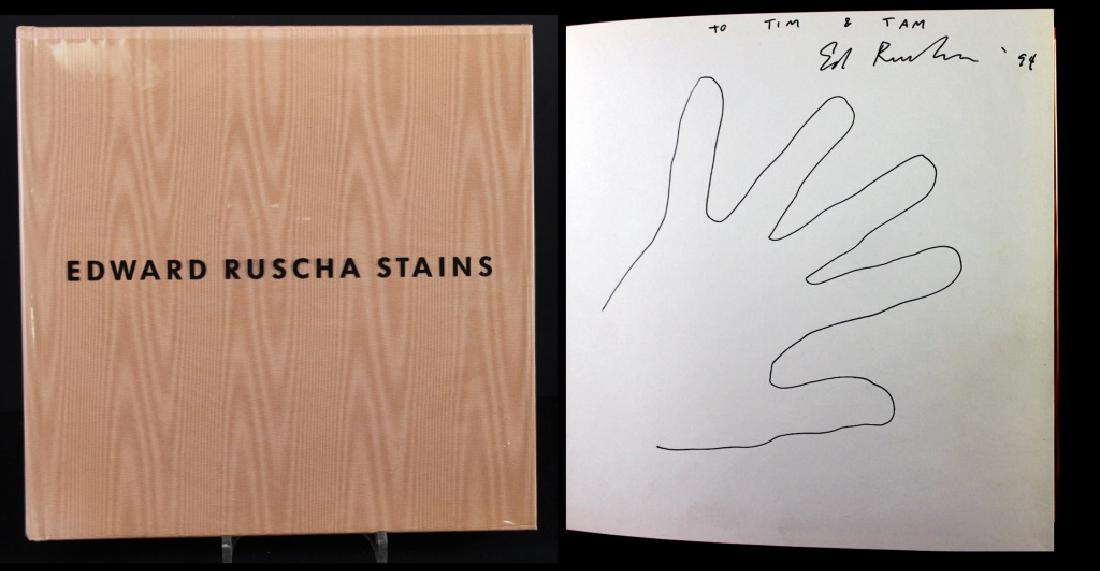 EDWARD RUSCHA STAINS
TO TIM & TAM
Ed Ruscha '94